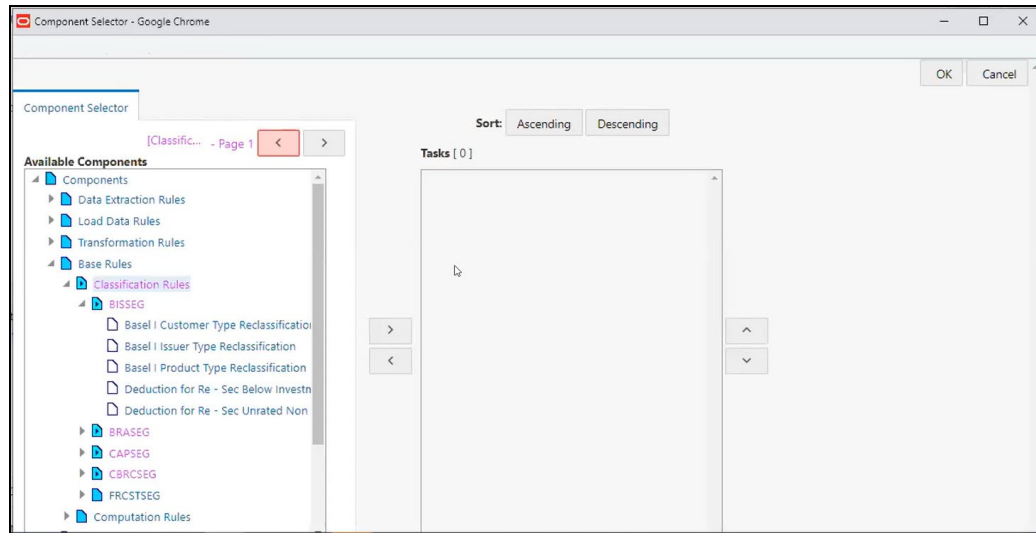 Component Selector - Google Chrome
OK Cancel
Component Selector
Sort: Ascending Descending
[Classific... - Page 1 < >
Tasks [ 0 ]
Available Components
Components
Data Extraction Rules
Load Data Rules
Transformation Rules
Base Rules
Classification Rules
BISSEG
Basel I Customer Type Reclassification
Basel I Issuer Type Reclassification
Basel I Product Type Reclassification
Deduction for Re - Sec Below Investn
Deduction for Re - Sec Unrated Non
BRASEG
CAPSEG
CBRCSEG
FRCSTSEG
Computation Rules